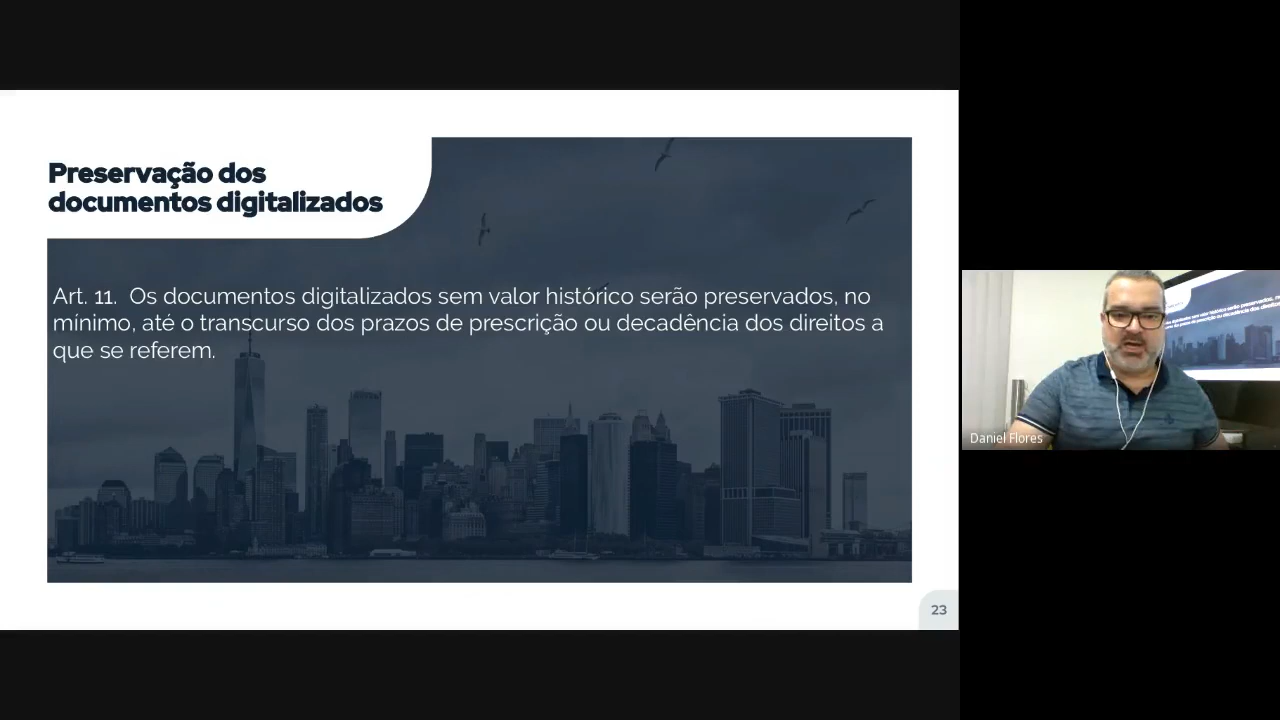 Preservação dos
documentos digitalizados
Art. 11.  Os documentos digitalizados sem valor histórico serão preservados, no
mínimo, até o transcurso dos prazos de prescrição ou decadência dos direitos a
que se referem.
23
Daniel Flores